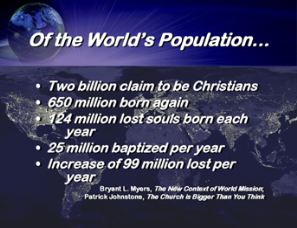 Of the World's Population...
• Two billion claim to be Christians
• 650 million born again
• 124 million lost souls born each
year
• 25 million baptized per year
• Increase of 99 million lost per
year
Bryant L. Myers, The New Context of World Mission;
Patrick Johnstone, The Church is Bigger Than You Think